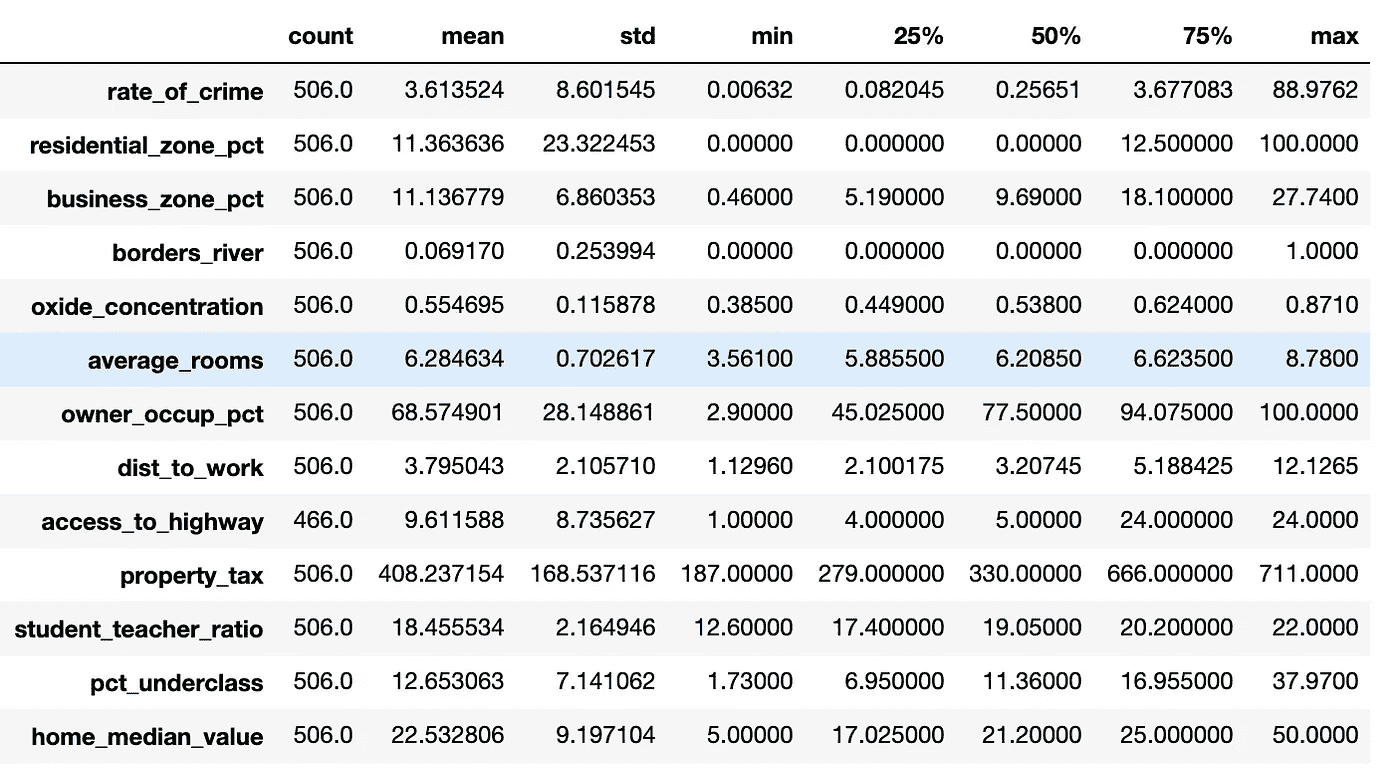 count mean std min 25% 50% 75% max
rate_of_crime 506.0 3.613524 8.601545 0.00632 0.082045 0.25651 3.677083 88.9762
residential_zone_pct 506.0 11.363636 23.322453 0.00000 0.000000 0.00000 12.500000 100.0000
business_zone_pct 506.0 11.136779 6.860353 0.46000 5.190000 9.69000 18.100000 27.7400
borders_river 506.0 0.069170 0.253994 0.00000 0.000000 0.00000 0.000000 1.0000
oxide_concentration 506.0 0.554695 0.115878 0.38500 0.449000 0.53800 0.624000 0.8710
average_rooms 506.0 6.284634 0.702617 3.56100 5.885500 6.20850 6.623500 8.7800
owner_occup_pct 506.0 68.574901 28.148861 2.90000 45.025000 77.50000 94.075000 100.0000
dist_to_work 506.0 3.795043 2.105710 1.12960 2.100175 3.20745 5.188425 12.1265
access_to_highway 466.0 9.611588 8.735627 1.00000 4.000000 5.00000 24.000000 24.0000
property_tax 506.0 408.237154 168.537116 187.00000 279.000000 330.00000 666.000000 711.0000
student_teacher_ratio 506.0 18.455534 2.164946 12.60000 17.400000 19.05000 20.200000 22.0000
pct_underclass 506.0 12.653063 7.141062 1.73000 6.950000 11.36000 16.955000 37.9700
home_median_value 506.0 22.532806 9.197104 5.00000 17.025000 21.20000 25.000000 50.0000